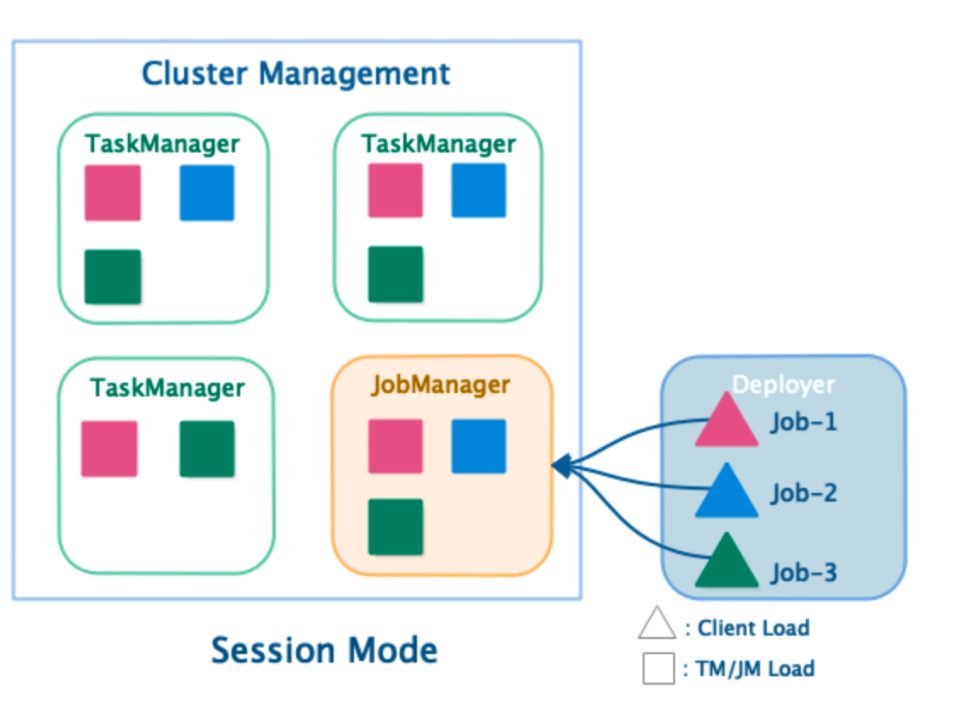 Cluster Management
TaskManager
TaskManager
TaskManager
JobManager
Deployer
Job-1
Job-2
Job-3
: Client Load
: TM/JM Load
Session Mode